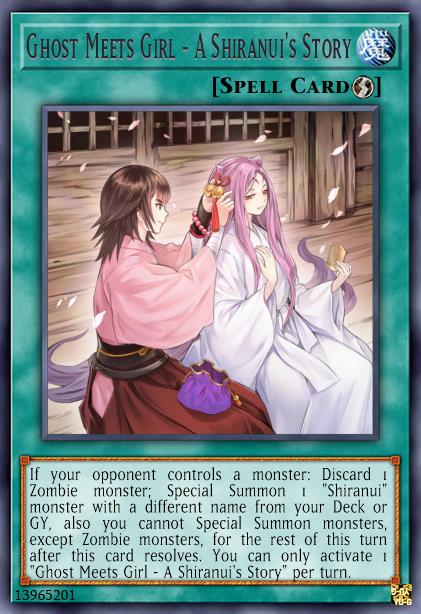 Ghost Meets Girl - A Shiranui's Story
魔
[Spell Card]
If your opponent controls a monster: Discard 1
Zombie monster; Special Summon 1 "Shiranui"
monster with a different name from your Deck or
GY, also you cannot Special Summon monsters,
except Zombie monsters, for the rest of this turn
after this card resolves. You can only activate 1
"Ghost Meets Girl - A Shiranui's Story" per turn.
13965201